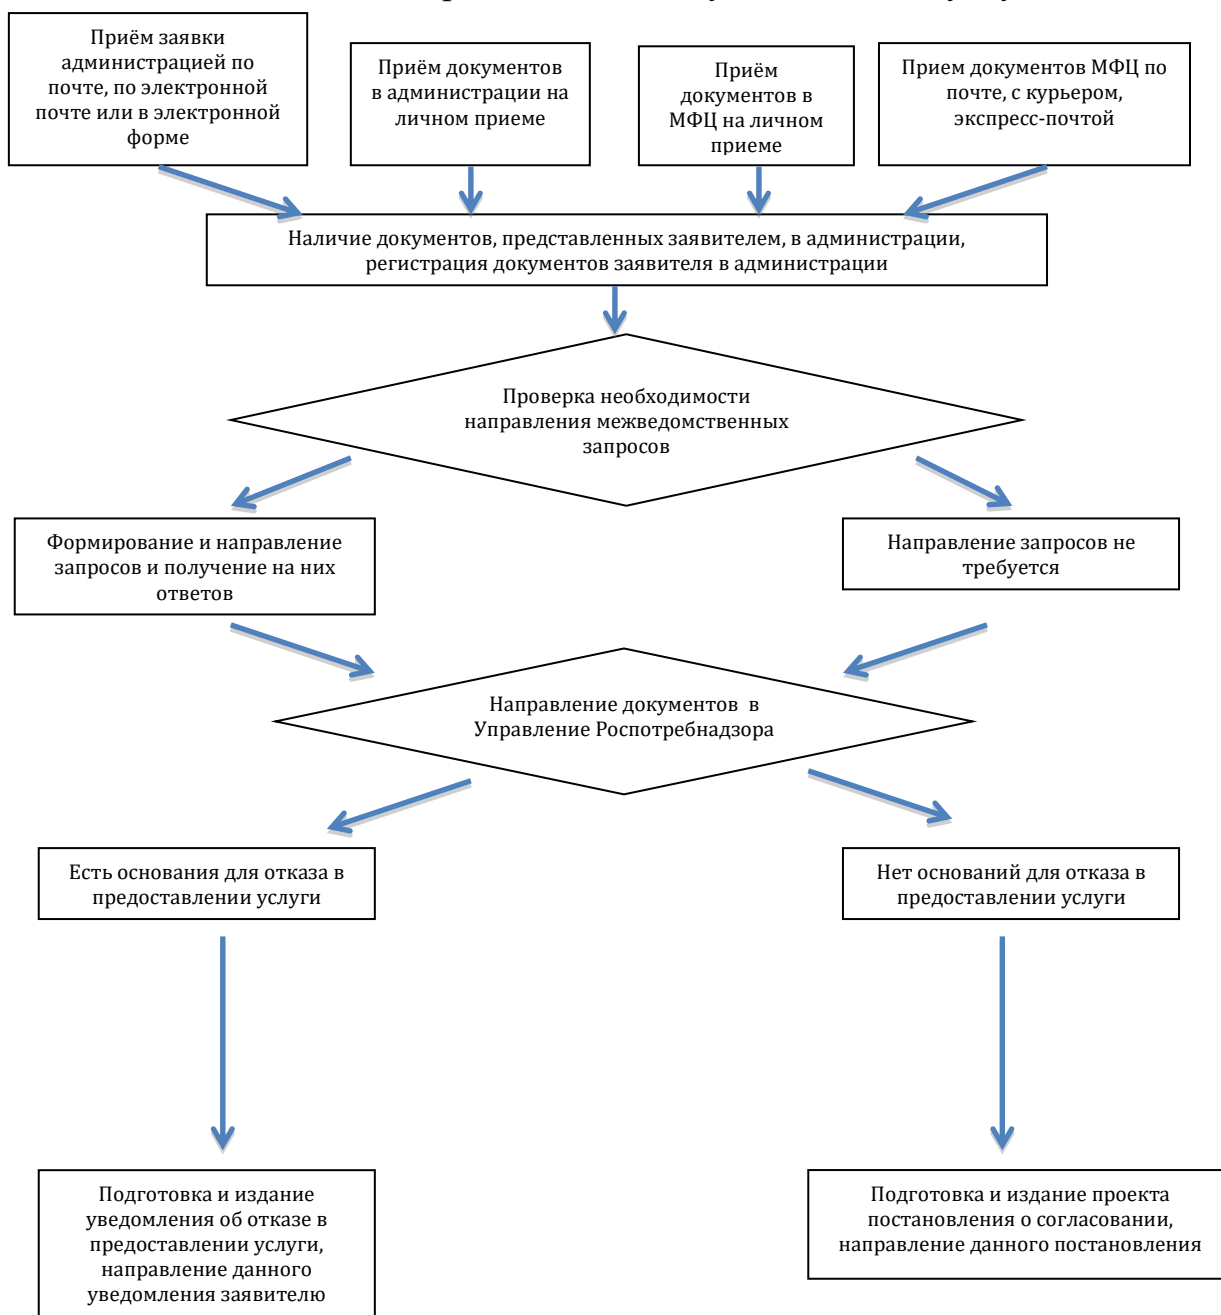 Приём заявки
администрацией по
почте, по электронной
почте или в электронной
форме
Приём документов
в администрации на
личном приеме
Приём
документов в
МФЦ на личном
приеме
Прием документов МФЦ по
почте, с курьером,
экспресс-почтой
Наличие документов, представленных заявителем, в администрации,
регистрация документов заявителя в администрации
Проверка необходимости
направления межведомственных
запросов
Формирование и направление
запросов и получение на них
ответов
Направление запросов не
требуется
Направление документов в
Управление Роспотребнадзора
Есть основания для отказа в
предоставлении услуги
Нет оснований для отказа в
предоставлении услуги
Подготовка и издание
уведомления об отказе в
предоставлении услуги,
направление данного
уведомления заявителю
Подготовка и издание проекта
постановления о согласовании,
направление данного постановления